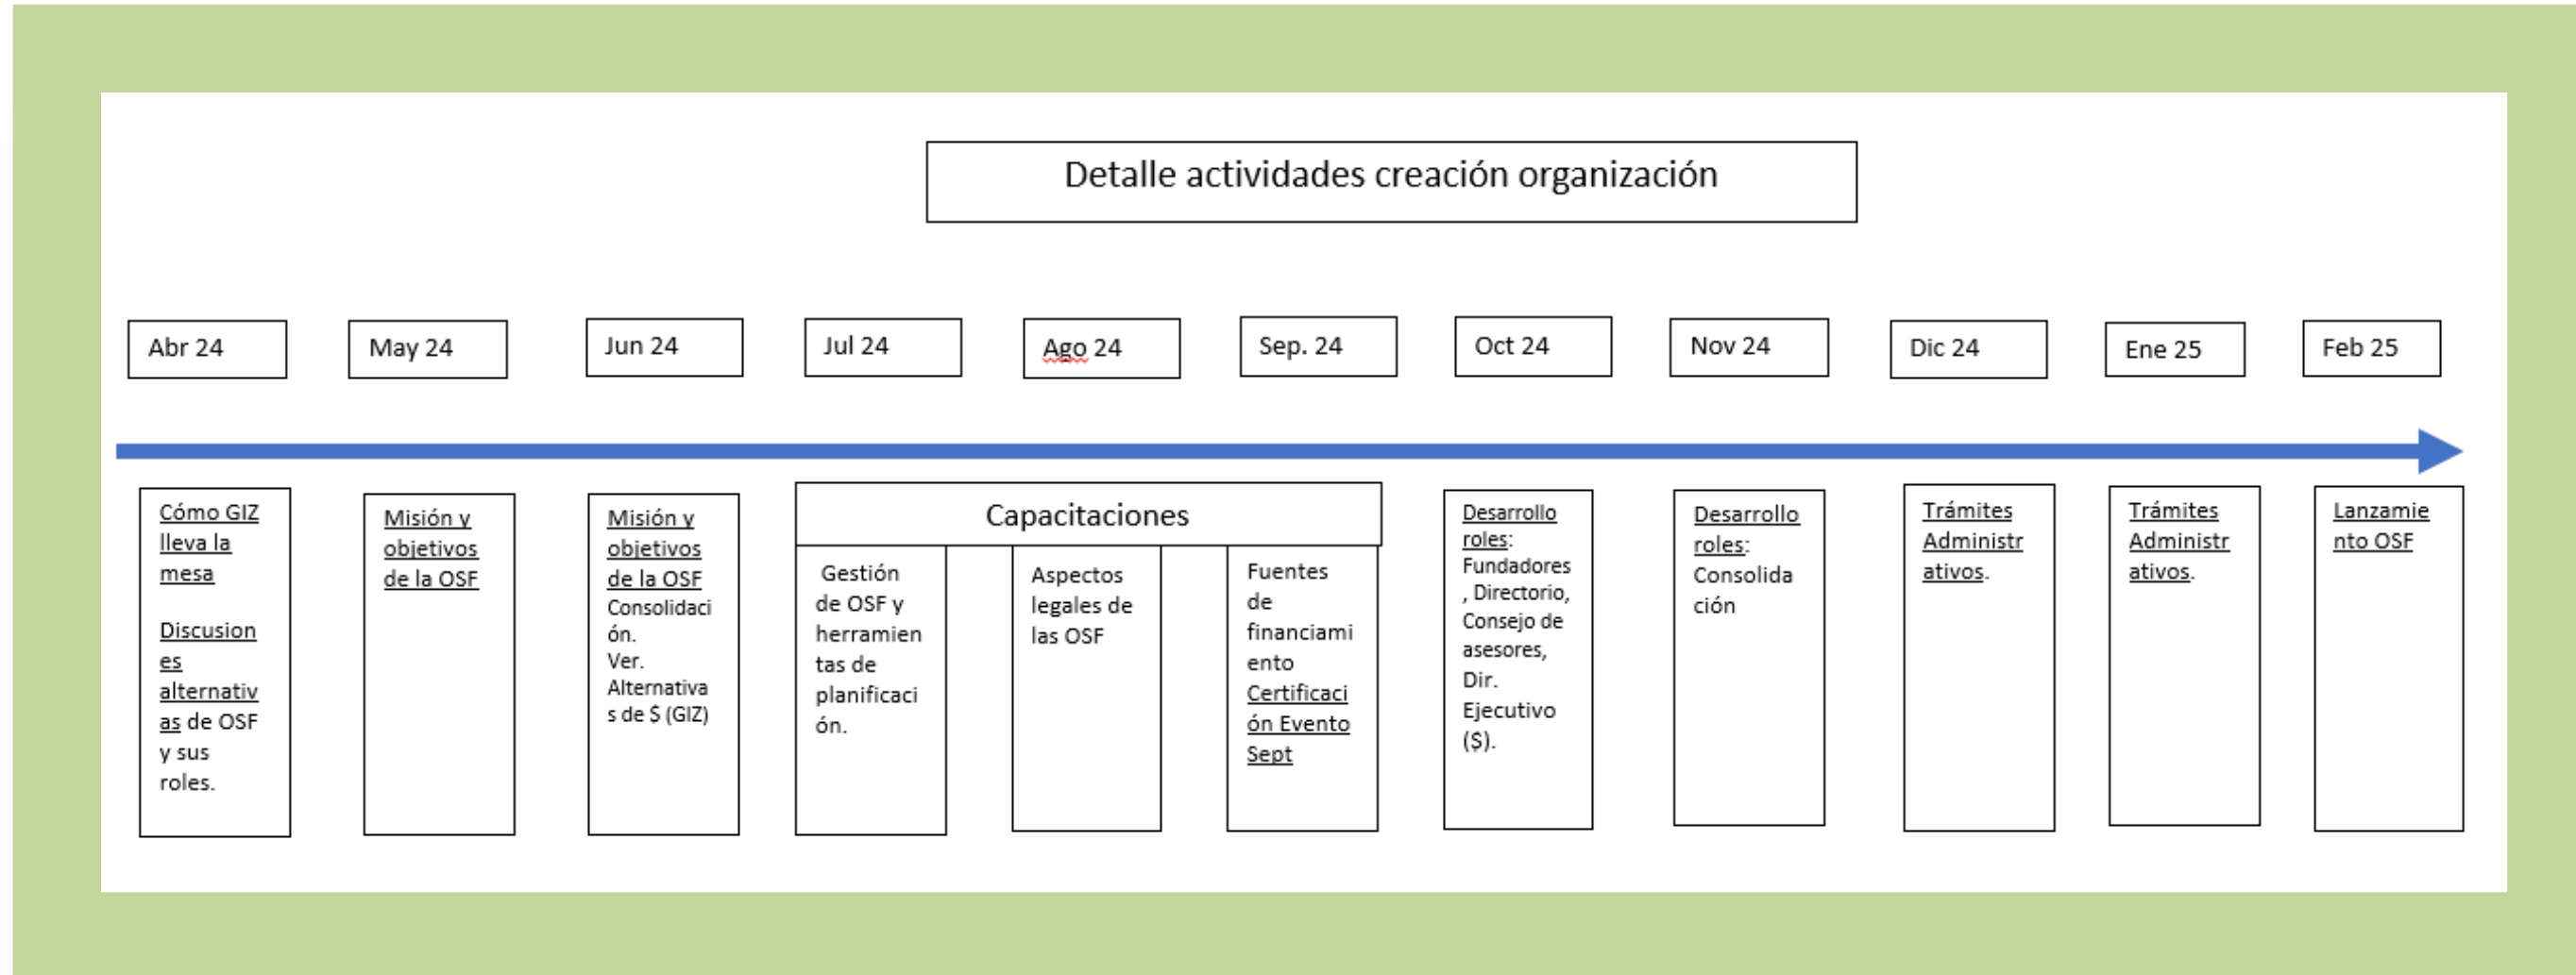 Detalle actividades creación organización
Abr 24
May 24
Jun 24
Jul 24
Ago 24
Sep. 24
Oct 24
Nov 24
Dic 24
Ene 25
Feb 25
Cómo GIZ
lleva la
mesa
Discusion
es
alternativ
as de OSF
y sus
roles.
Misión y
objetivos
de la OSF
Misión y
objetivos
de la OSF
Consolidaci
ón.
Ver.
Alternativa
s de $ (GIZ)
Capacitaciones
Gestión
de OSF y
herramien
tas de
planificaci
ón.
Aspectos
legales de
las OSF
Fuentes
de
financiami
ento
Certificaci
ón Evento
Sept
Desarrollo
roles:
Fundadores
, Directorio,
Consejo de
asesores,
Dir.
Ejecutivo
($).
Desarrollo
roles:
Consolida
ción
Trámites
Administr
ativos.
Trámites
Administr
ativos.
Lanzamie
nto OSF